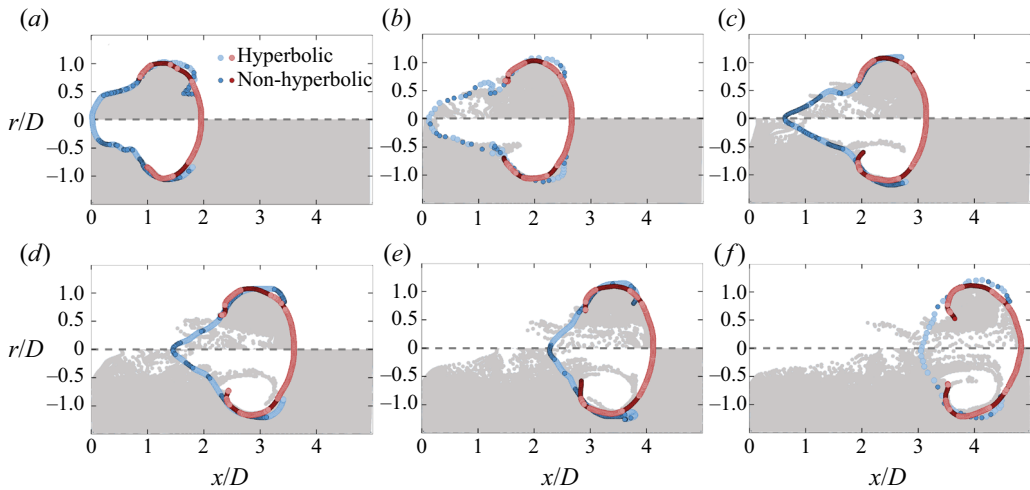 (a) (b) (c)
Hyperbolic
Non-hyperbolic
1.0 1.0 1.0
0.5 0.5 0.5
r/D 0 0 0
–0.5 –0.5 –0.5
–1.0 –1.0 –1.0
0 1 2 3 4 0 1 2 3 4 0 1 2 3 4
(d) (e) (f)
1.0 1.0 1.0
0.5 0.5 0.5
r/D 0 0 0
–0.5 –0.5 –0.5
–1.0 –1.0 –1.0
0 1 2 3 4 0 1 2 3 4 0 1 2 3 4
x/D x/D x/D